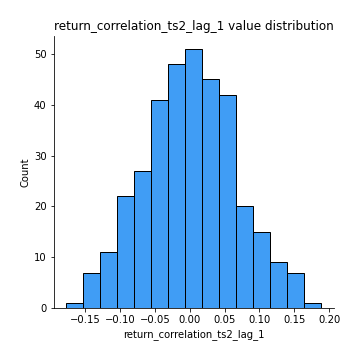 return_correlation_ts2_lag_1 value distribution
50
40
30
20
10
0
Count
−0.15 −0.10 −0.05 0.00 0.05 0.10 0.15 0.20
return_correlation_ts2_lag_1